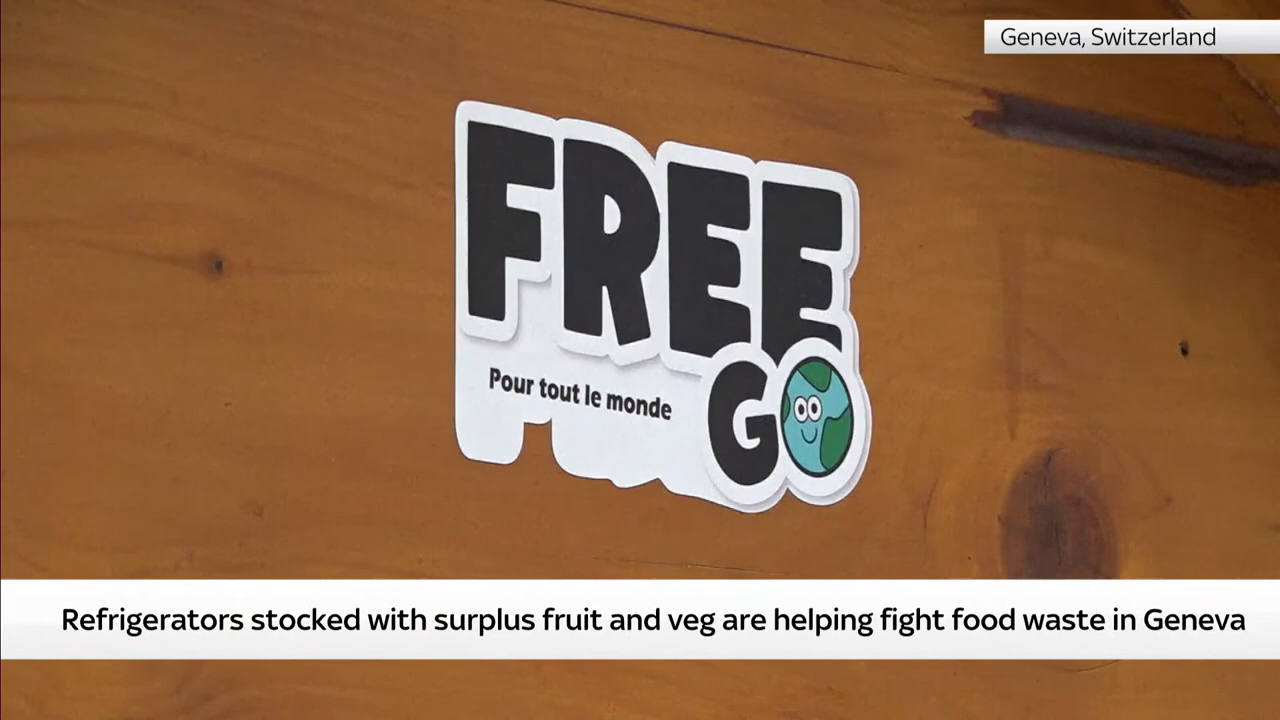 Geneva, Switzerland
FREE
Pour tout le monde
GO
Refrigerators stocked with surplus fruit and veg are helping fight food waste in Geneva